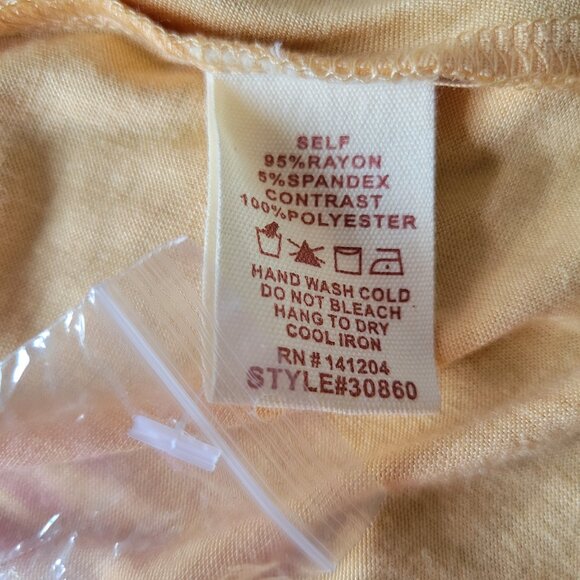 SELF
95%RAYON
5%SPANDEX
CONTRAST
100%POLYESTER
HAND WASH COLD
DO NOT BLEACH
HANG TO DRY
COOL IRON
RN # 141204
STYLE#30860